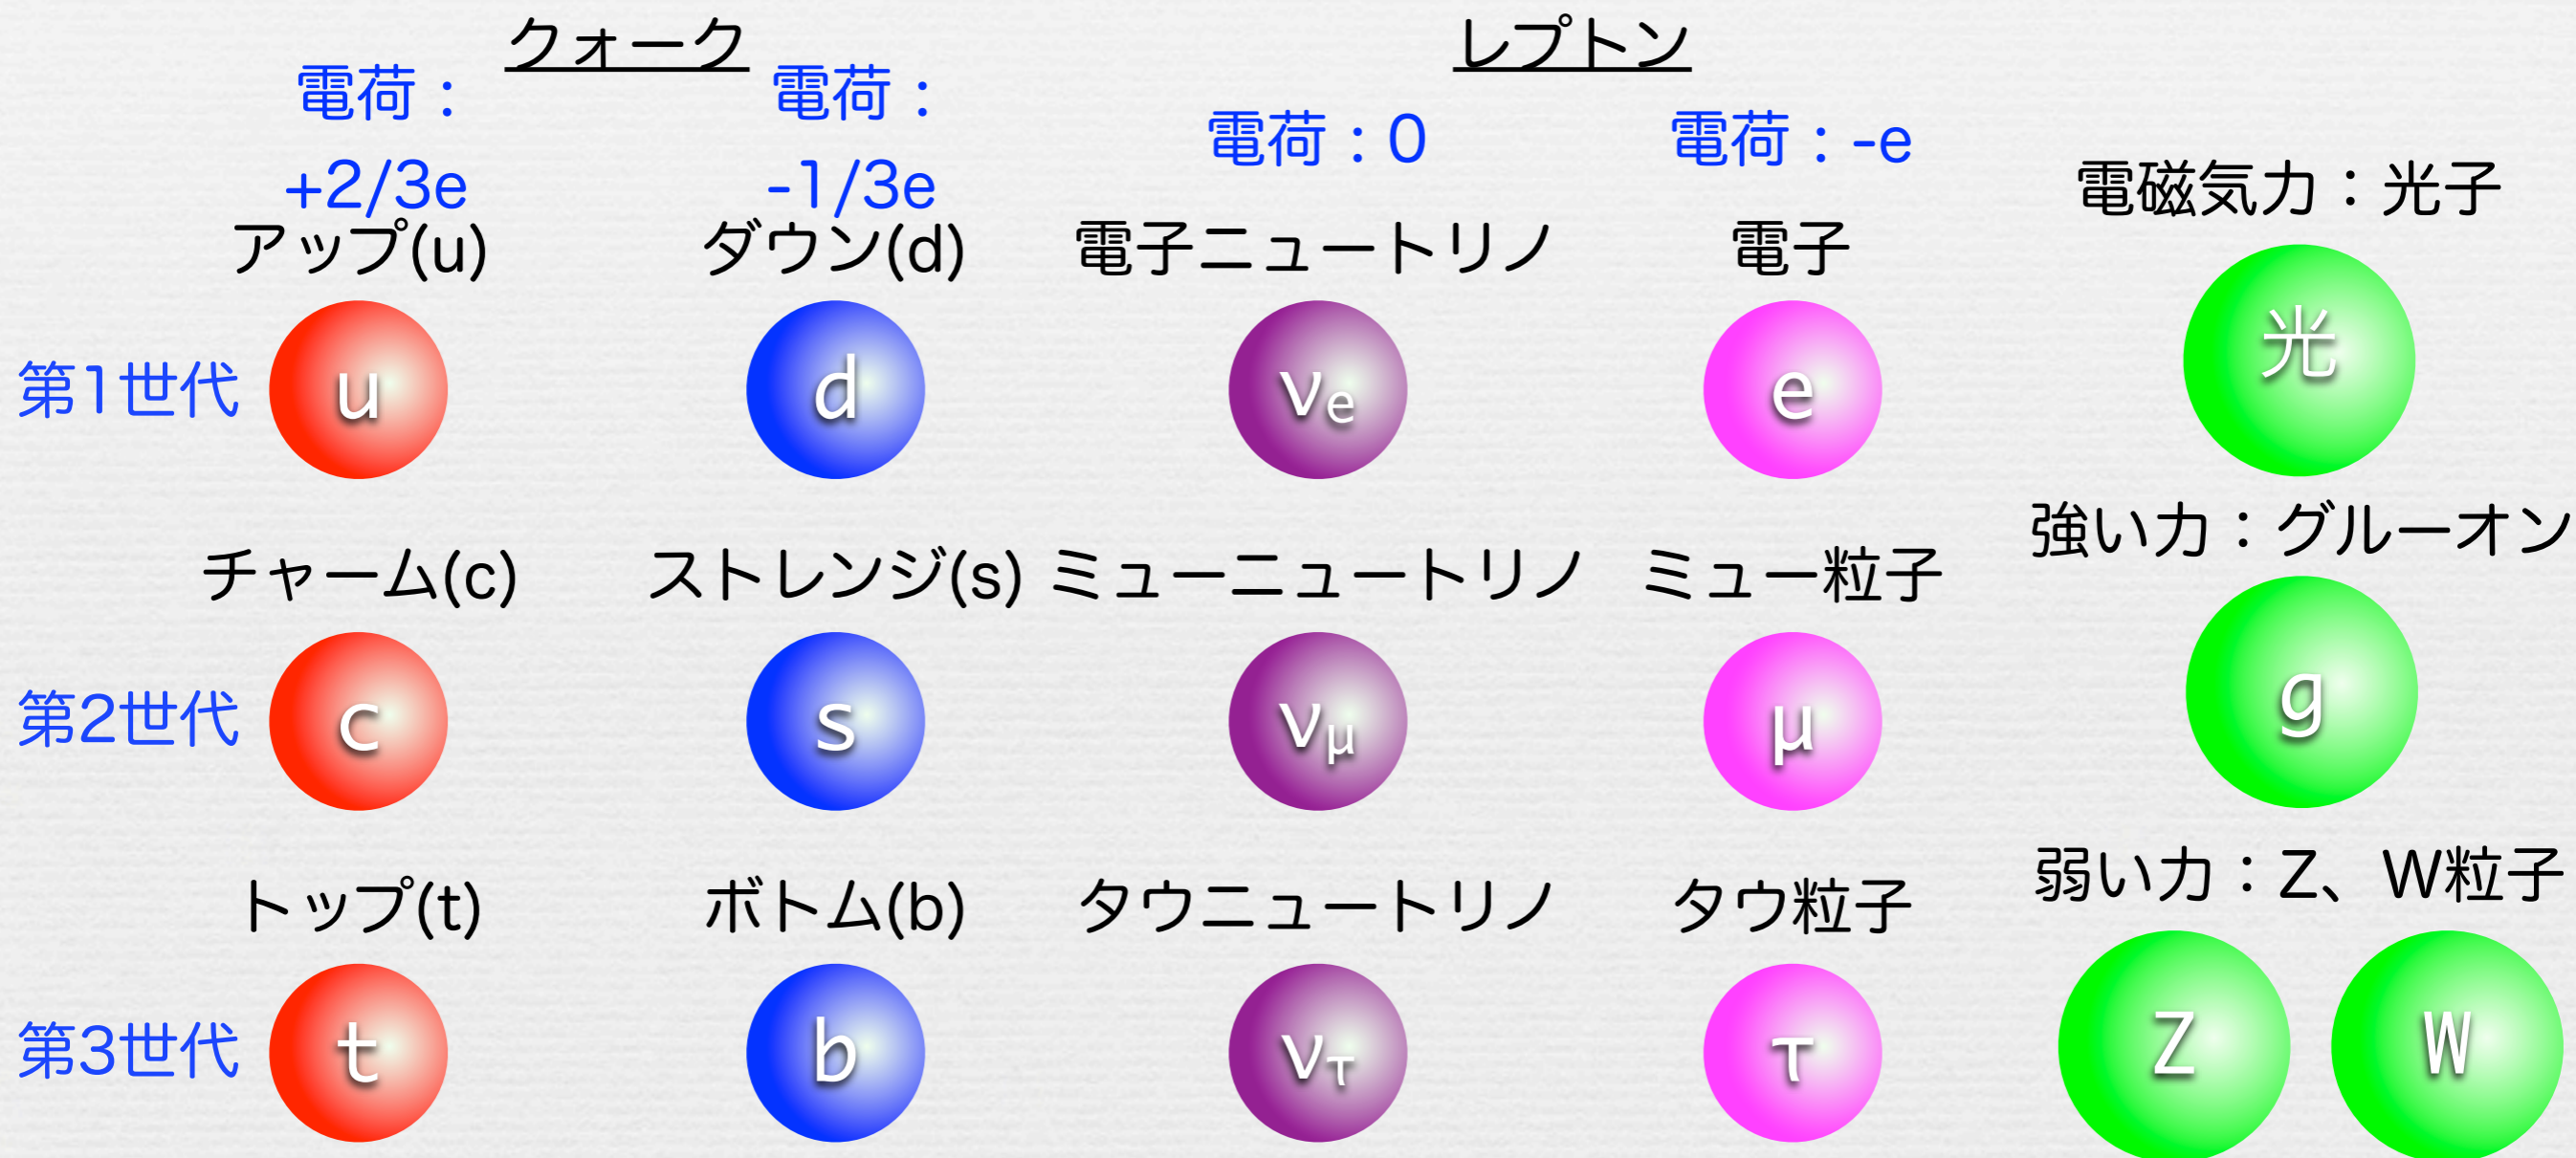 クォーク
レプトン
電荷：
+2/3e
電荷：
-1/3e
電荷：0
電荷：-e
電磁気力：光子
アップ(u)
ダウン(d)
電子ニュートリノ
電子
光
第1世代
u
d
νe
e
強い力：グルーオン
チャーム(c)
ストレンジ(s)
ミューニュートリノ
ミュー粒子
g
第2世代
c
s
νμ
μ
弱い力：Z、W粒子
トップ(t)
ボトム(b)
タウニュートリノ
タウ粒子
第3世代
t
b
ντ
τ
Z
W